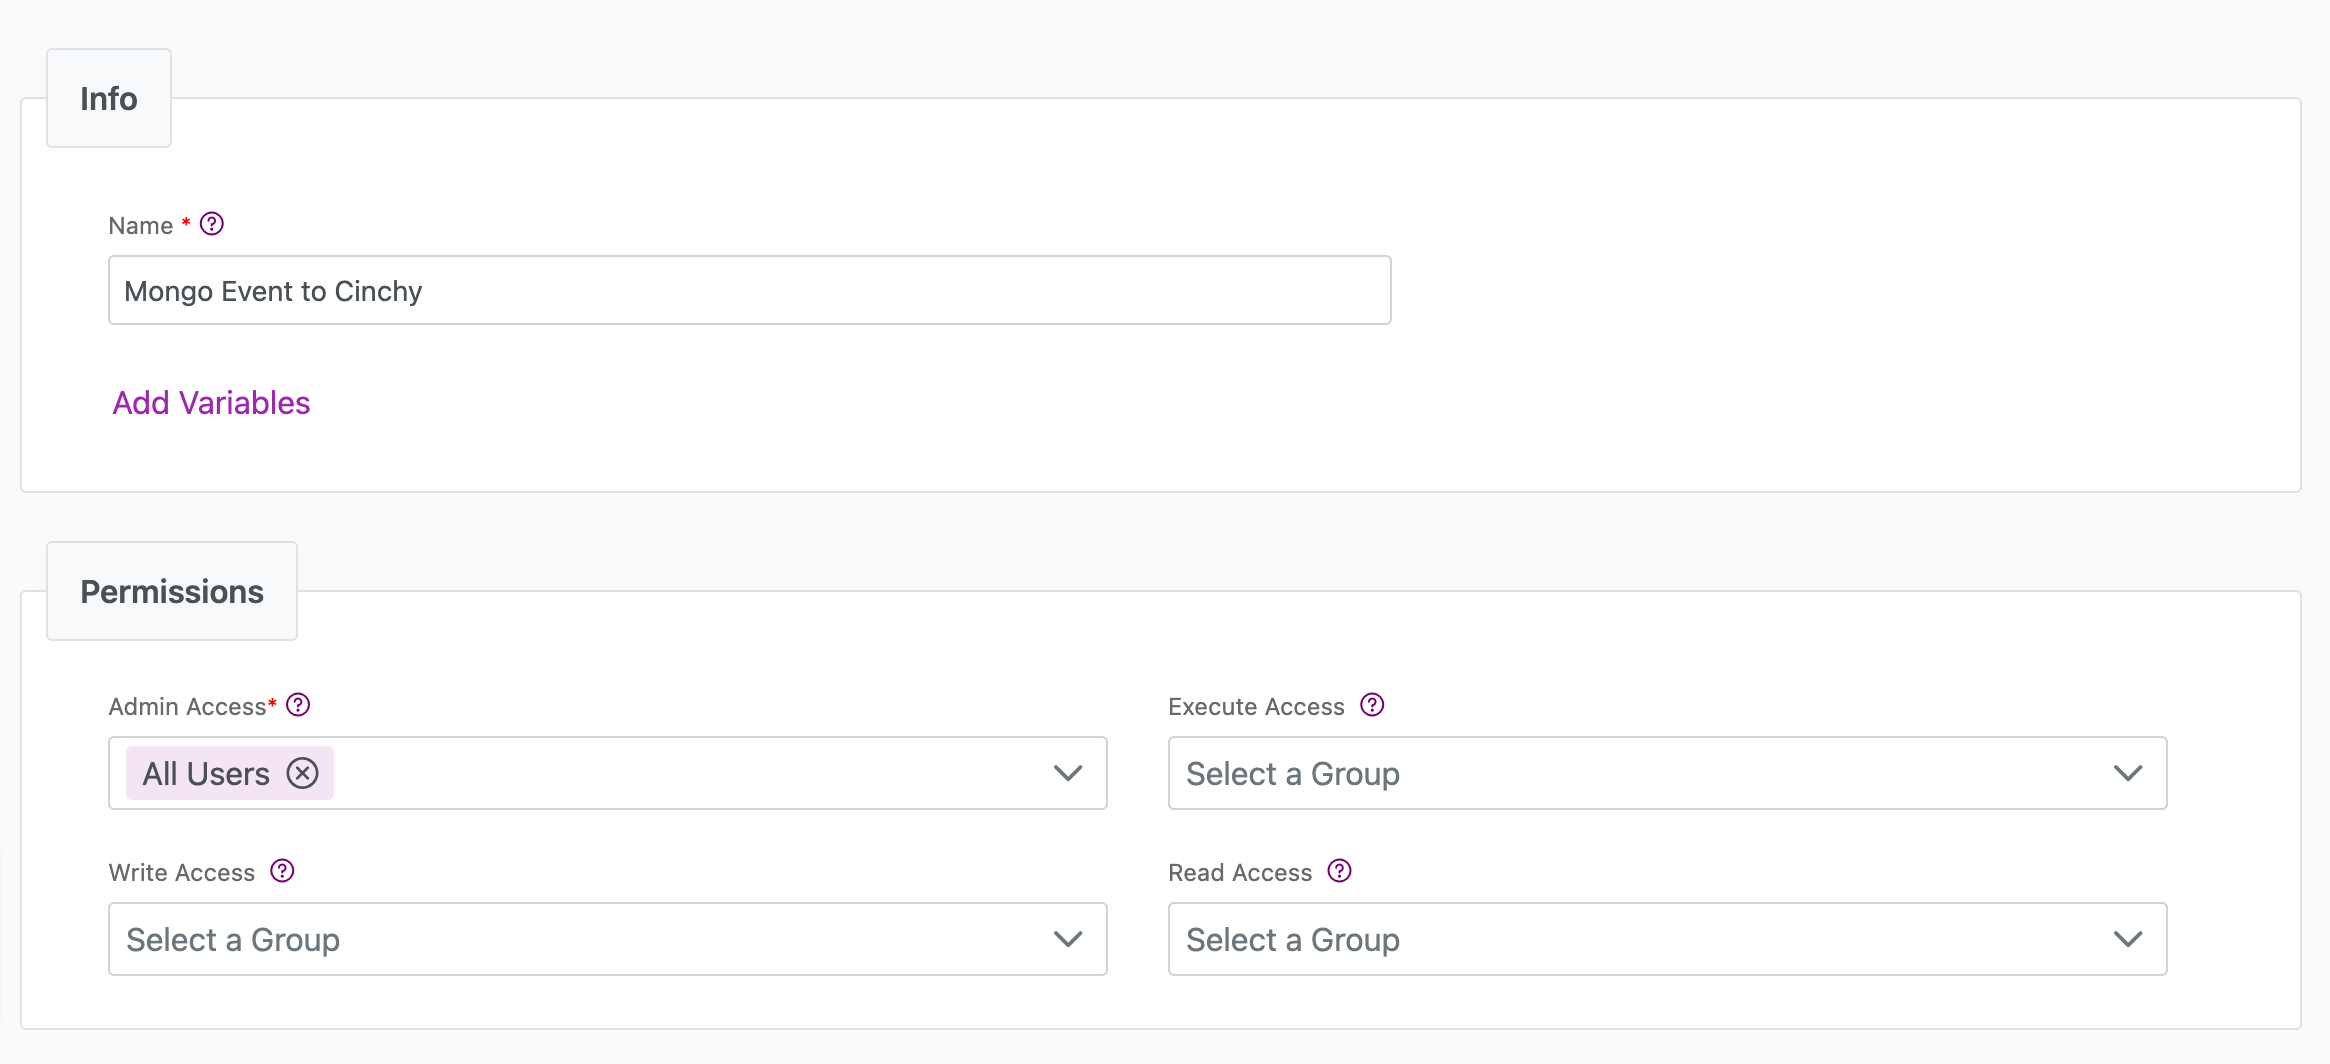 Info
Name *
Mongo Event to Cinchy
Add Variables
Permissions
Admin Access*
All Users
Execute Access
Select a Group
Write Access
Select a Group
Read Access
Select a Group